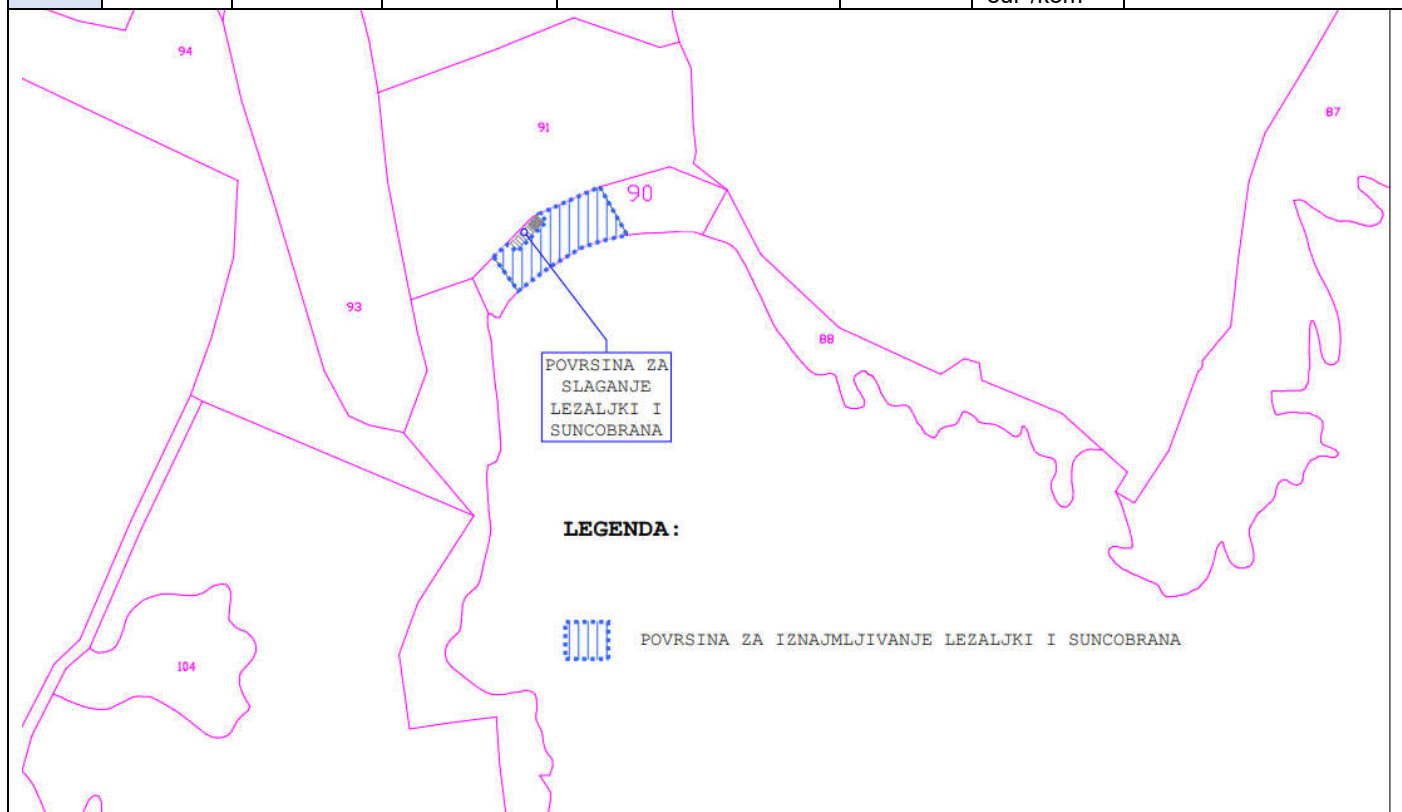 94
87
91
90
93
88
POVRSINA ZA
SLAGANJE
LEZALJKI I
SUNCOBRANA
LEGENDA:
POVRSINA ZA IZNAJMLJIVANJE LEZALJKI I SUNCOBRANA
104